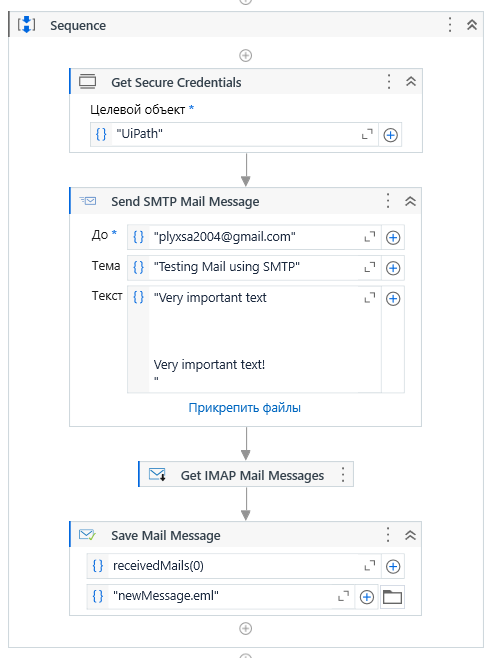 Sequence
Get Secure Credentials
Целевой объект *
"UiPath"
Send SMTP Mail Message
До *
"plyxsa2004@gmail.com"
Тема
"Testing Mail using SMTP"
Текст
"Very important text
Very important text!
"
Прикрепить файлы
Get IMAP Mail Messages
Save Mail Message
receivedMails(0)
"newMessage.eml"